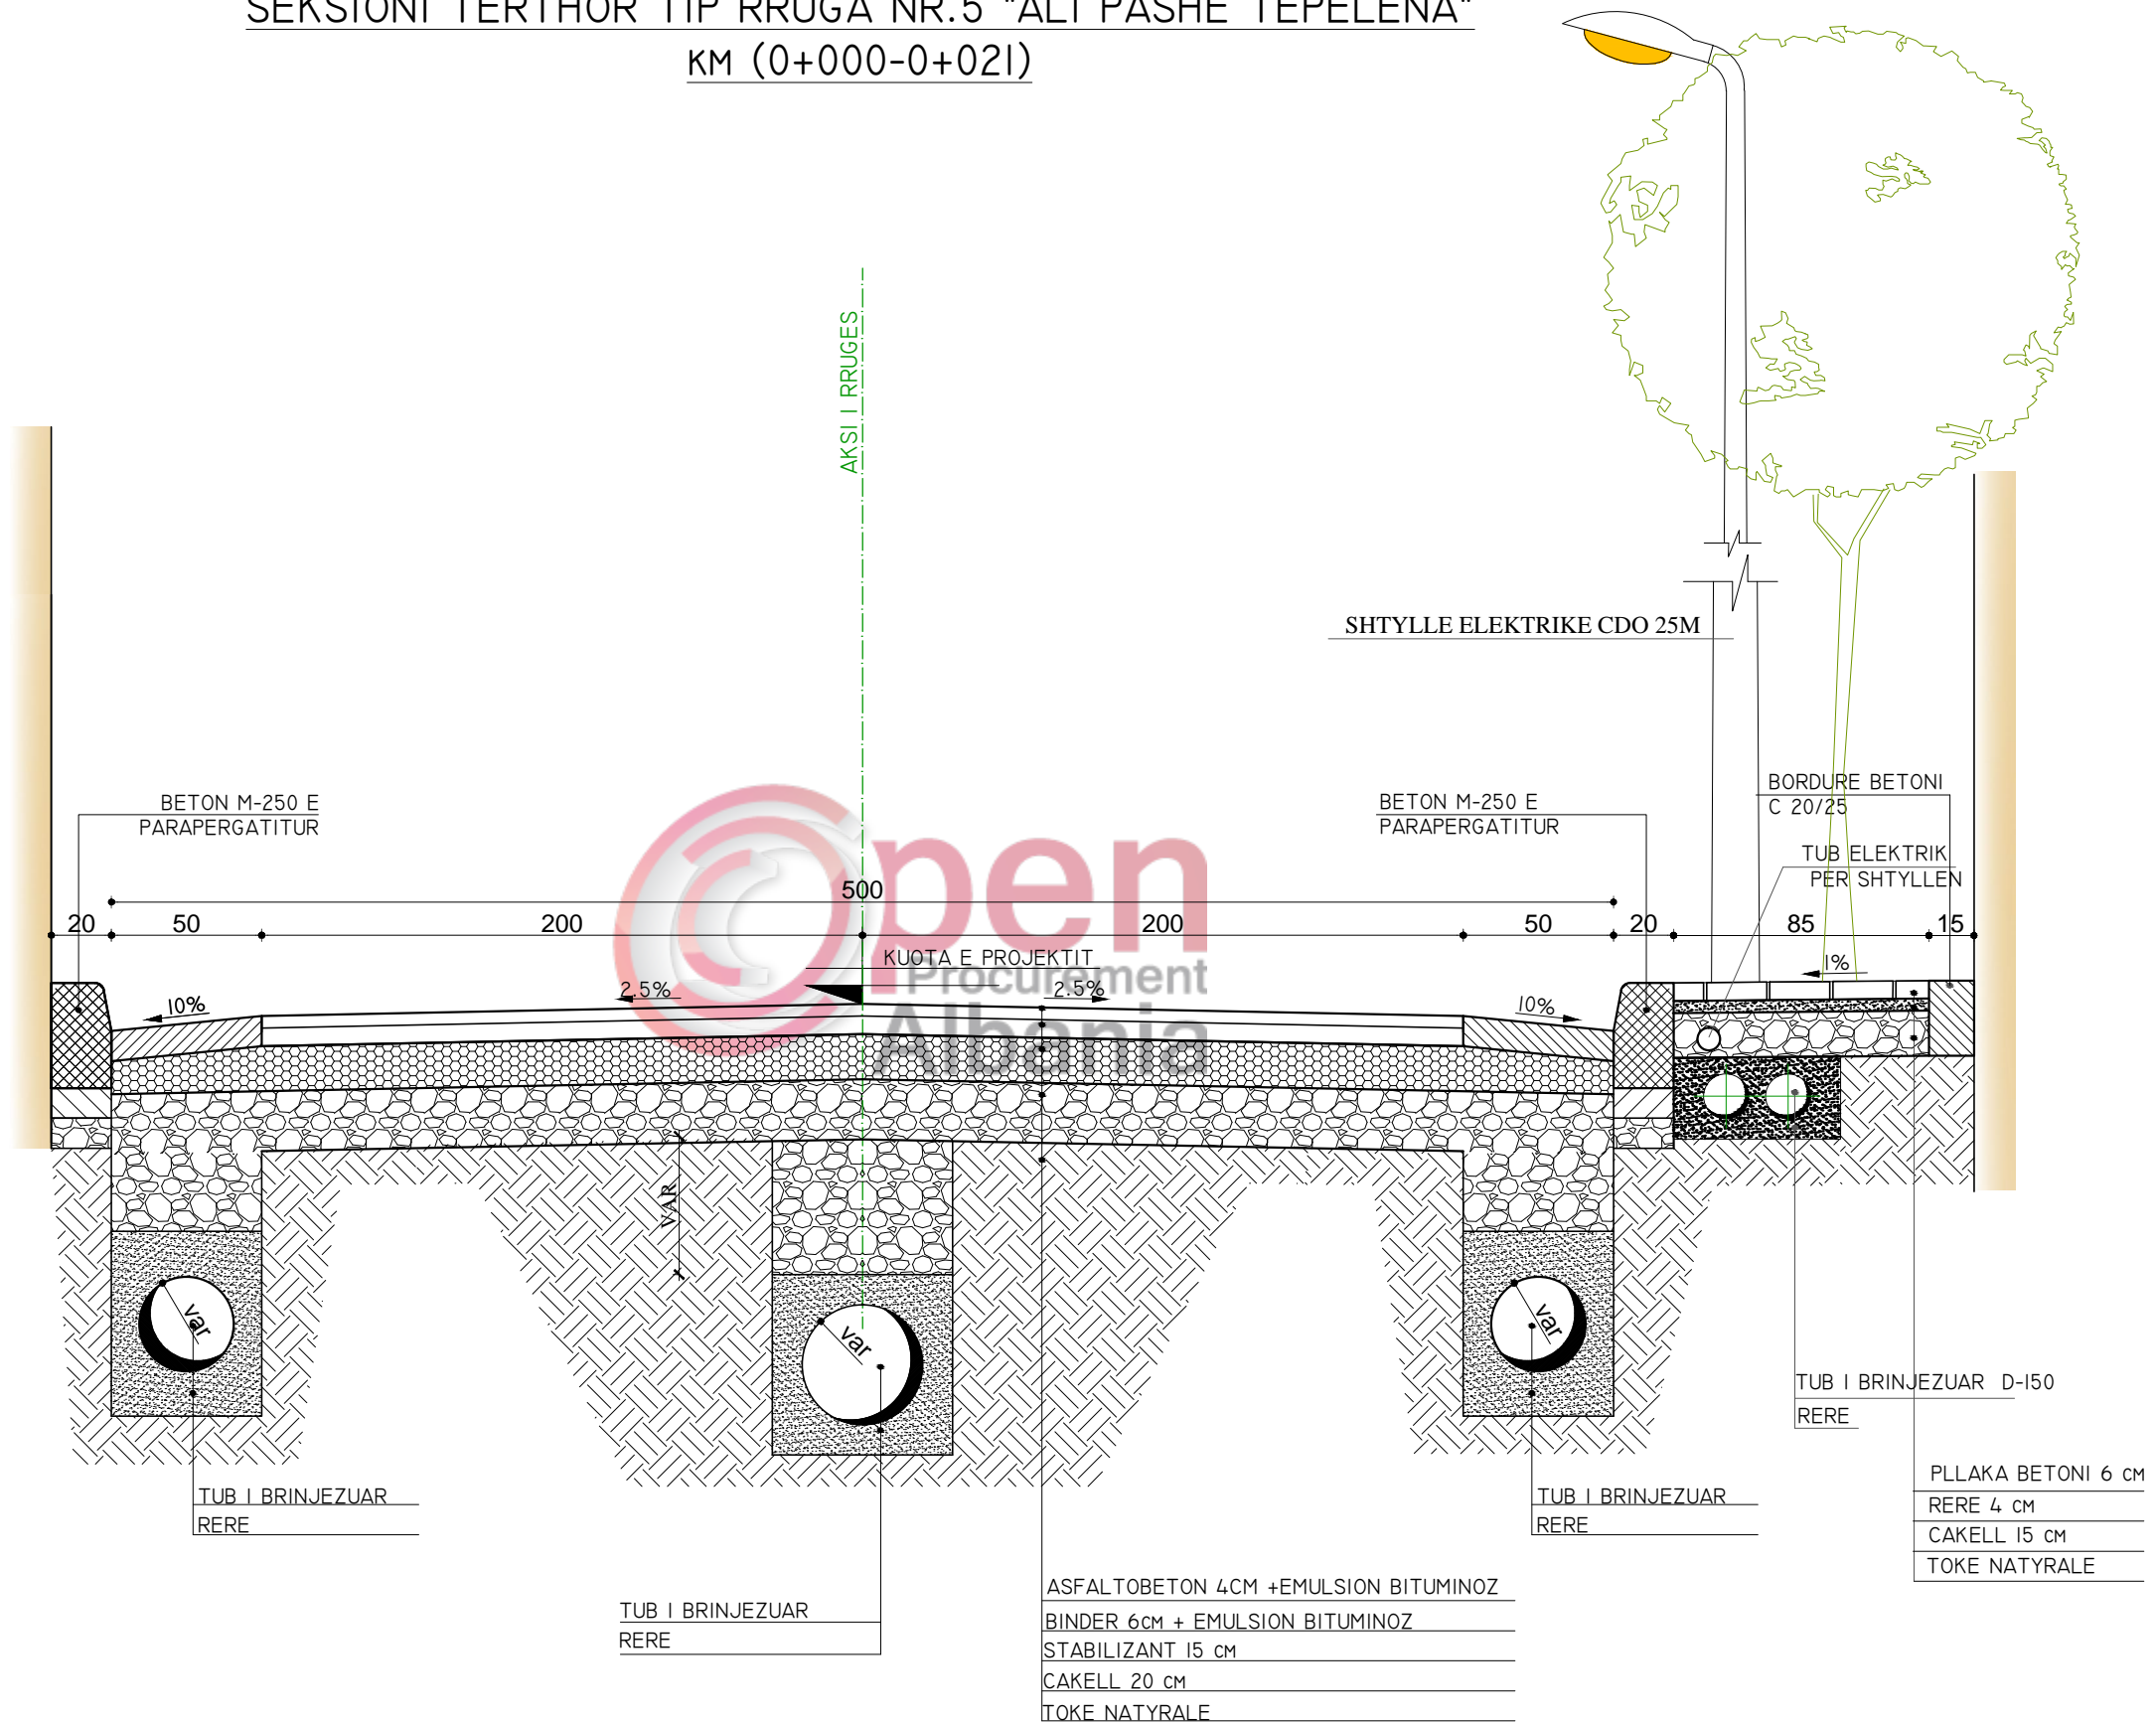 SEKSIONI TERTHOR TIP RRUGA NR.5 "ALI PASHE TEPELENA"
KM (0+000-0+021)
AKSI I RRUGES
SHTYLLE ELEKTRIKE CDO 25M
BETON M-250 E
PARAPERGATITUR
BETON M-250 E
PARAPERGATITUR
BORDURE BETONI
C 20/25
TUB ELEKTRIK
PER SHTYLLEN
500
20 50 200 200 50 20 85 15
KUOTA E PROJEKTIT
10% 2.5% 2.5% 10% 1%
Open
Procurement
Albania
VAR
var
var
var
TUB I BRINJEZUAR D-150
RERE
PLLAKA BETONI 6 CM
RERE 4 CM
CAKELL 15 CM
TOKE NATYRALE
TUB I BRINJEZUAR
RERE
TUB I BRINJEZUAR
RERE
TUB I BRINJEZUAR
RERE
ASFALTOBETON 4CM +EMULSION BITUMINOZ
BINDER 6CM + EMULSION BITUMINOZ
STABILIZANT 15 CM
CAKELL 20 CM
TOKE NATYRALE